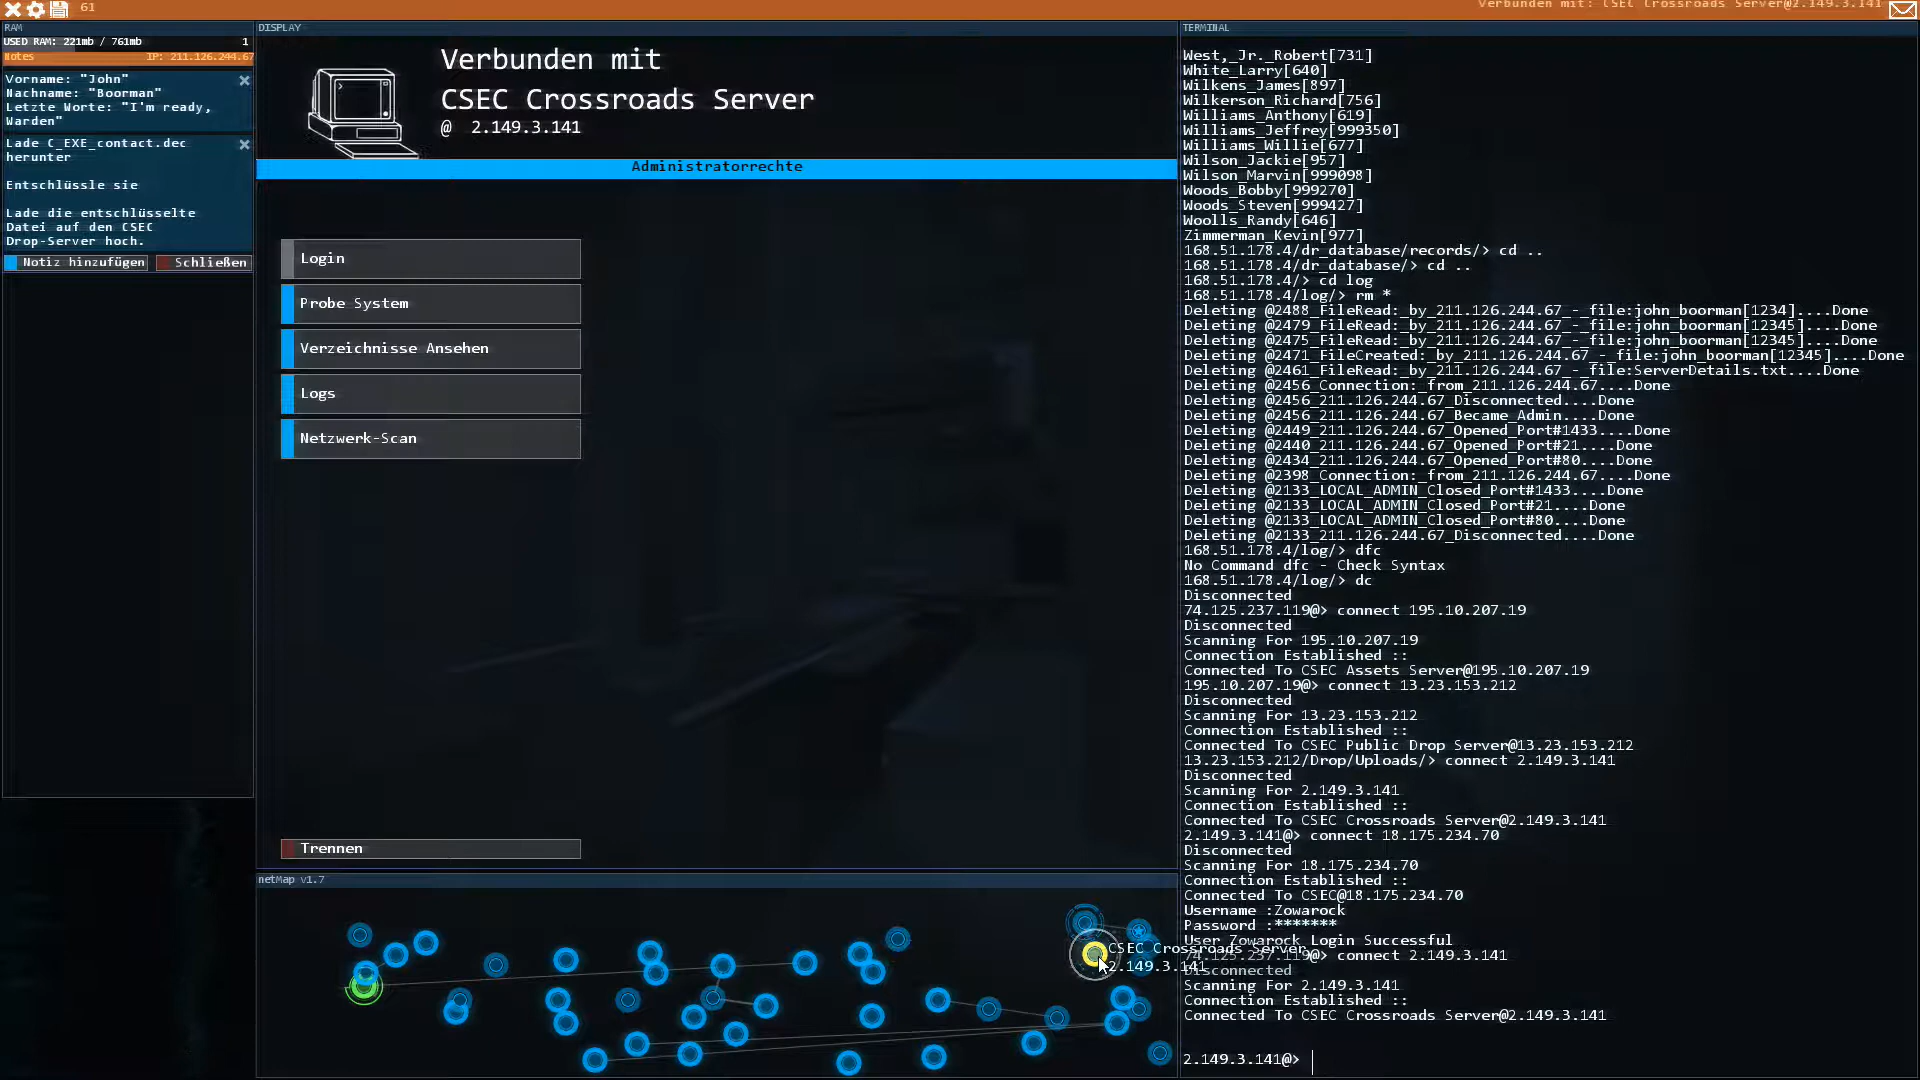 61
Verbunden mit: CSEC Crossroads Server@2.149.3.141
RAM
USED RAM: 221mb / 761mb 1
Notes IP: 211.126.244.67
Vorname: "John"
Nachname: "Boorman"
Letzte Worte: "I'm ready,
Warden"
Lade C_EXE_contact.dec
herunter
Entschlüssle sie
Lade die entschlüsselte
Datei auf den CSEC
Drop-Server hoch.
Notiz hinzufügen
Schließen
DISPLAY
Verbunden mit
CSEC Crossroads Server
@ 2.149.3.141
Administratorrechte
Login
Probe System
Verzeichnisse Ansehen
Logs
Netzwerk-Scan
Trennen
netMap v1.7
CSEC Crossroads Server
2.149.3.141
TERMINAL
West,_Jr._Robert[731]
White_Larry[640]
Wilkens_James[897]
Wilkerson_Richard[756]
Williams_Anthony[619]
Williams_Jeffrey[999350]
Williams_Willie[677]
Wilson_Jackie[957]
Wilson_Marvin[999098]
Woods_Bobby[999270]
Woods_Steven[999427]
Woolls_Randy[646]
Zimmerman_Kevin[977]
168.51.178.4/dr_database/records/> cd ..
168.51.178.4/dr_database/> cd ..
168.51.178.4/> cd log
168.51.178.4/log/> rm *
Deleting @2488_FileRead:_by_211.126.244.67_-_file:john_boorman[1234]....Done
Deleting @2479_FileRead:_by_211.126.244.67_-_file:john_boorman[12345]....Done
Deleting @2475_FileRead:_by_211.126.244.67_-_file:john_boorman[12345]....Done
Deleting @2471_FileCreated:_by_211.126.244.67_-_file:john_boorman[12345]....Done
Deleting @2461_FileRead:_by_211.126.244.67_-_file:ServerDetails.txt....Done
Deleting @2456_Connection:_from_211.126.244.67....Done
Deleting @2456_211.126.244.67_Disconnected....Done
Deleting @2456_211.126.244.67_Became_Admin....Done
Deleting @2449_211.126.244.67_Opened_Port#1433....Done
Deleting @2440_211.126.244.67_Opened_Port#21....Done
Deleting @2434_211.126.244.67_Opened_Port#80....Done
Deleting @2398_Connection:_from_211.126.244.67....Done
Deleting @2133_LOCAL_ADMIN_Closed_Port#1433....Done
Deleting @2133_LOCAL_ADMIN_Closed_Port#21....Done
Deleting @2133_LOCAL_ADMIN_Closed_Port#80....Done
Deleting @2133_211.126.244.67_Disconnected....Done
168.51.178.4/log/> dfc
No Command dfc - Check Syntax
168.51.178.4/log/> dc
Disconnected
74.125.237.119@> connect 195.10.207.19
Disconnected
Scanning For 195.10.207.19
Connection Established ::
Connected To CSEC Assets Server@195.10.207.19
195.10.207.19@> connect 13.23.153.212
Disconnected
Scanning For 13.23.153.212
Connection Established ::
Connected To CSEC Public Drop Server@13.23.153.212
13.23.153.212/Drop/Uploads/> connect 2.149.3.141
Disconnected
Scanning For 2.149.3.141
Connection Established ::
Connected To CSEC Crossroads Server@2.149.3.141
2.149.3.141@> connect 18.175.234.70
Disconnected
Scanning For 18.175.234.70
Connection Established ::
Connected To CSEC@18.175.234.70
Username :Zowarock
Password :*******
User Zowarock Login Successful
74.125.237.119@> connect 2.149.3.141
Disconnected
Scanning For 2.149.3.141
Connection Established ::
Connected To CSEC Crossroads Server@2.149.3.141
2.149.3.141@>